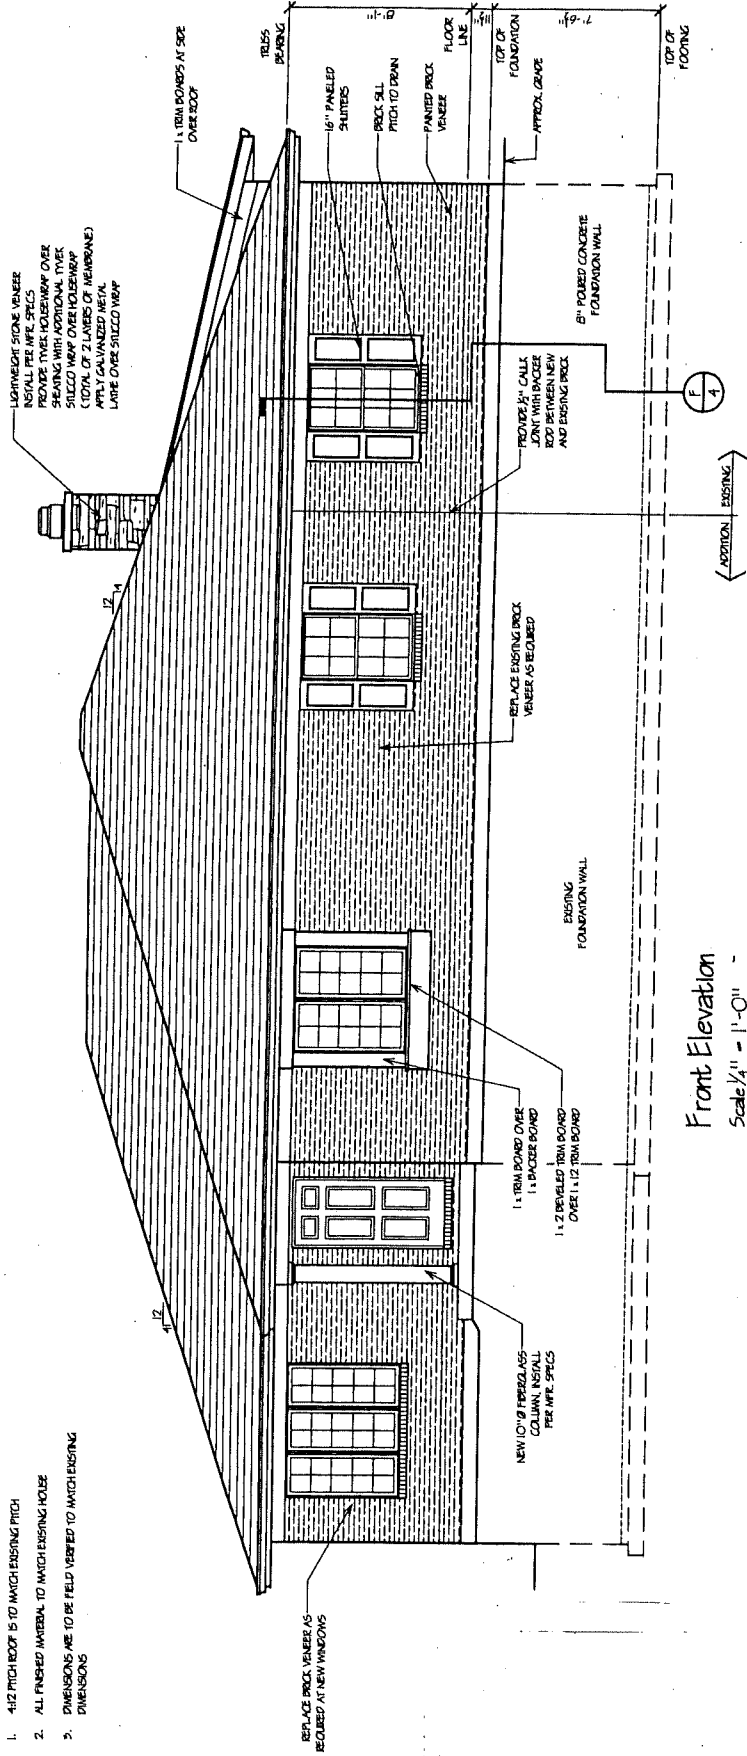 1. 4:12 PITCH ROOF IS TO MATCH EXISTING PITCH
2. ALL FINISHED MATERIAL TO MATCH EXISTING HOUSE
3. DIMENSIONS ARE TO BE FIELD VERIFIED TO MATCH EXISTING
DIMENSIONS
LIGHTWEIGHT STONE VENEER
INSTALL PER MFR. SPECS
PROVIDE TYVEK HOUSEWRAP OVER
SHEATING WITH ADDITIONAL TYVEK
STUCCO WRAP OVER HOUSEWRAP
(TOTAL OF 2 LAYERS OF MEMBRANE)
APPLY GALVANIZED METAL
LATHE OVER STUCCO WRAP
1 x TRIM BOARDS AT SIDE
OVER ROOF
12
4
12
4
TRUSS
BEARING
8'-1"
16" PANELED
SHUTTERS
BRICK SILL
PITCH TO DRAIN
PAINTED BRICK
VENEER
FLOOR
LINE
TOP OF
FOUNDATION
APPROX. GRADE
TOP OF
FOOTING
8" POURED CONCRETE
FOUNDATION WALL
PROVIDE 1/2" CAULK
JOINT WITH BACKER
ROD BETWEEN NEW
AND EXISTING BRICK
F
4
ADDITION
EXISTING
REPLACE EXISTING BRICK
VENEER AS REQUIRED
EXISTING
FOUNDATION WALL
1 x TRIM BOARD OVER
1 x BACKER BOARD
1 x 2 BEVELED TRIM BOARD
OVER 1 x 12 TRIM BOARD
NEW 10" Ø FIBERGLASS
COLUMN, INSTALL
PER MFR. SPECS
REPLACE BRICK VENEER AS
REQUIRED AT NEW WINDOWS
Front Elevation
Scale 1/4" = 1'-0"